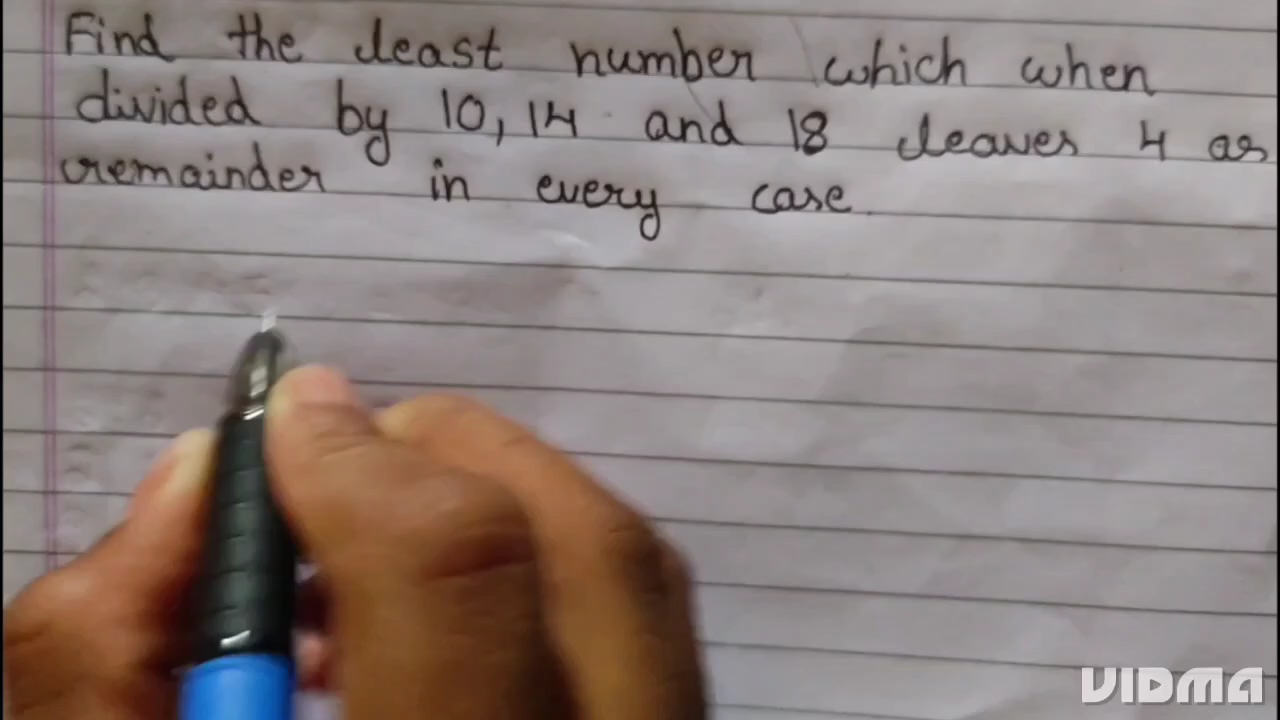 Find the least number which when
divided by 10, 14 and 18 leaves 4 as
remainder in every case.
VIDMA